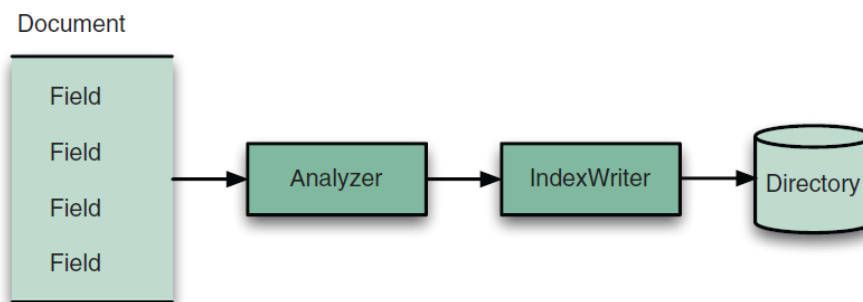 Document
Field
Field
Field
Field
Analyzer
IndexWriter
Directory